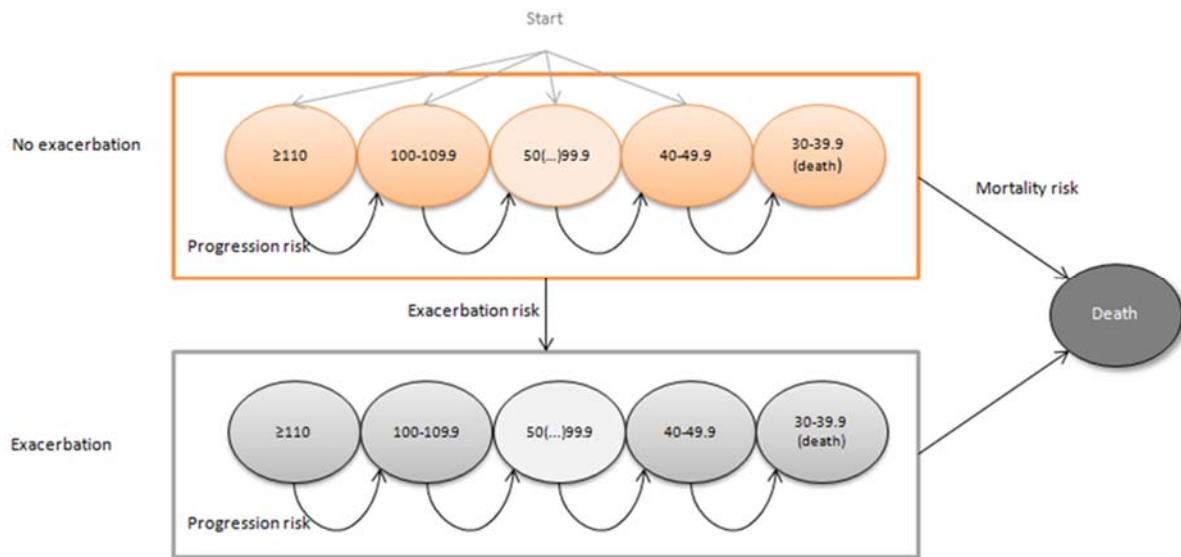 Start
No exacerbation
≥110
100-109.9
50(...)99.9
40-49.9
30-39.9
(death)
Progression risk
Mortality risk
Exacerbation risk
Death
Exacerbation
≥110
100-109.9
50(...)99.9
40-49.9
30-39.9
(death)
Progression risk